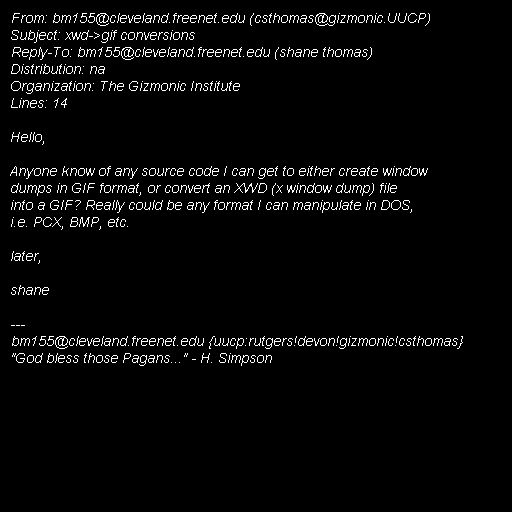 From: bm155@cleveland.freenet.edu (csthomas@gizmonic.UUCP)
Subject: xwd->gif conversions
Reply-To: bm155@cleveland.freenet.edu (shane thomas)
Distribution: na
Organization: The Gizmonic Institute
Lines: 14

Hello,

Anyone know of any source code I can get to either create window
dumps in GIF format, or convert an XWD (x window dump) file
into a GIF? Really could be any format I can manipulate in DOS,
i.e. PCX, BMP, etc.

later,

shane

---
bm155@cleveland.freenet.edu {uucp:rutgers!devon!gizmonic!csthomas}
"God bless those Pagans..." - H. Simpson